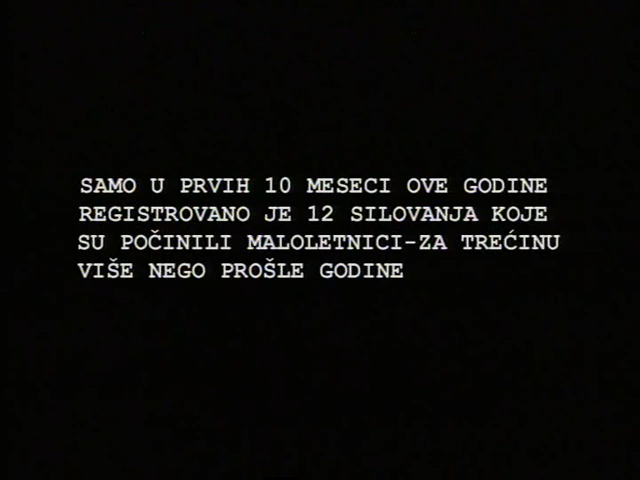 SAMO U PRVIH 10 MESECI OVE GODINE
REGISTROVANO JE 12 SILOVANJA KOJE
SU POČINILI MALOLETNICI-ZA TREĆINU
VIŠE NEGO PROŠLE GODINE